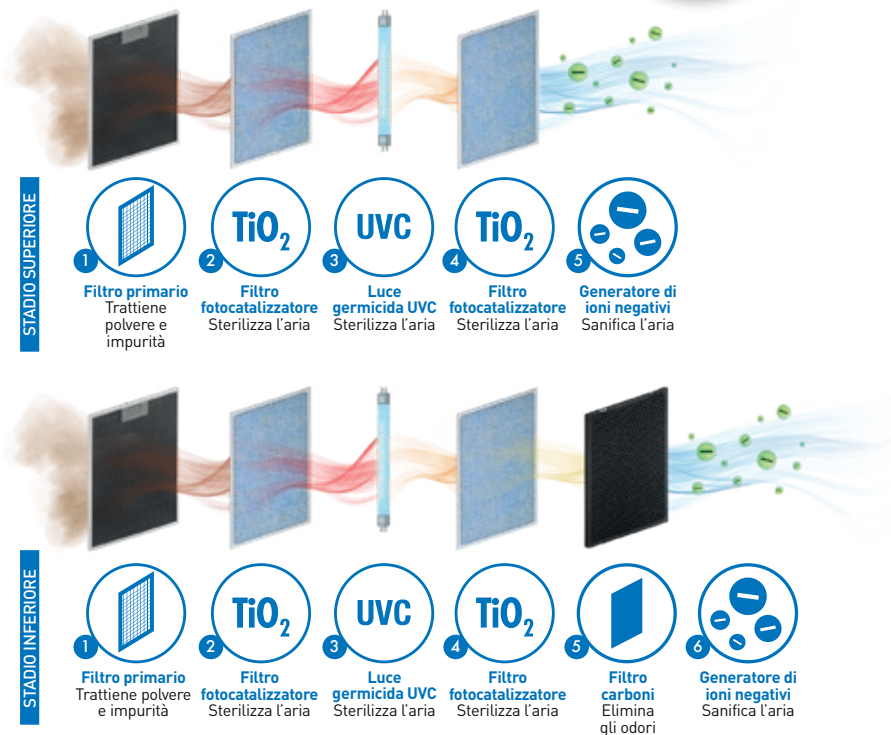 STADIO SUPERIORE
1
Filtro primario
Trattiene
polvere e
impurità
TiO2
2
Filtro
fotocatalizzatore
Sterilizza l'aria
UVC
3
Luce
germicida UVC
Sterilizza l'aria
TiO2
4
Filtro
fotocatalizzatore
Sterilizza l'aria
5
Generatore di
ioni negativi
Sanifica l'aria
STADIO INFERIORE
1
Filtro primario
Trattiene polvere
e impurità
TiO2
2
Filtro
fotocatalizzatore
Sterilizza l'aria
UVC
3
Luce
germicida UVC
Sterilizza l'aria
TiO2
4
Filtro
fotocatalizzatore
Sterilizza l'aria
5
Filtro
carboni
Elimina
gli odori
6
Generatore di
ioni negativi
Sanifica l'aria